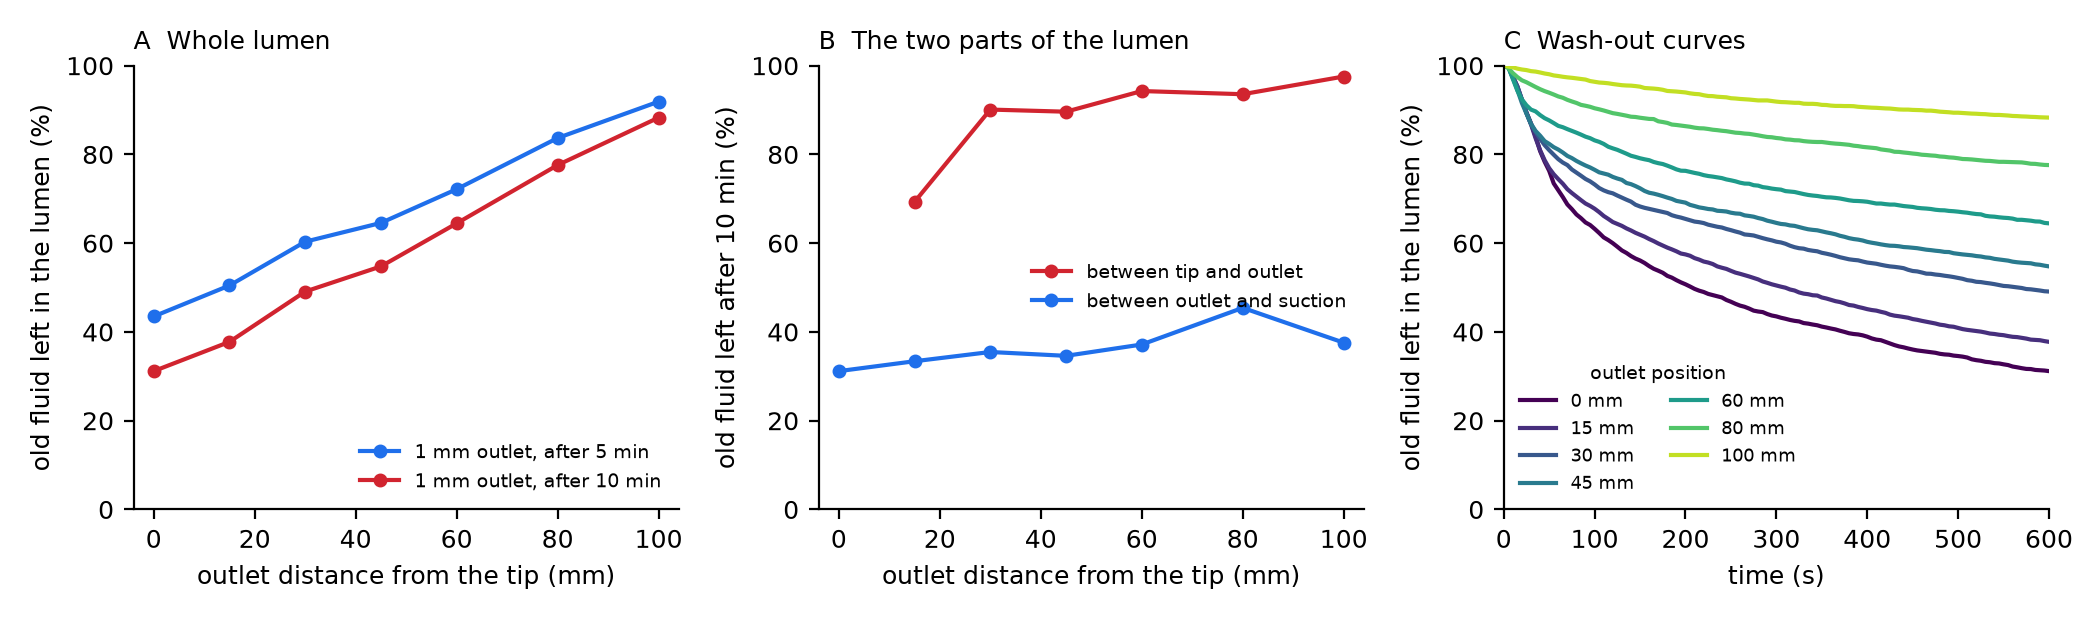 A Whole lumen
old fluid left in the lumen (%)
100
80
60
40
20
0
1 mm outlet, after 5 min
1 mm outlet, after 10 min
0 20 40 60 80 100
outlet distance from the tip (mm)
B The two parts of the lumen
old fluid left after 10 min (%)
100
80
60
40
20
0
between tip and outlet
between outlet and suction
0 20 40 60 80 100
outlet distance from the tip (mm)
C Wash-out curves
old fluid left in the lumen (%)
100
80
60
40
20
0
outlet position
0 mm
15 mm
30 mm
45 mm
60 mm
80 mm
100 mm
0 100 200 300 400 500 600
time (s)